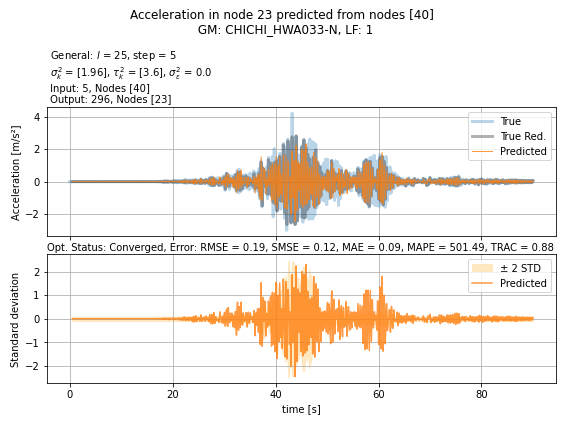 Acceleration in node 23 predicted from nodes [40]
GM: CHICHI_HWA033-N, LF: 1
General: l = 25, step = 5
σ²ₖ = [1.96], τ²ₖ = [3.6], σ²ε = 0.0
Input: 5, Nodes [40]
Output: 296, Nodes [23]
Acceleration [m/s²]
4
2
0
−2
True
True Red.
Predicted
Opt. Status: Converged, Error: RMSE = 0.19, SMSE = 0.12, MAE = 0.09, MAPE = 501.49, TRAC = 0.88
Standard deviation
2
1
0
−1
−2
± 2 STD
Predicted
0 20 40 60 80
time [s]